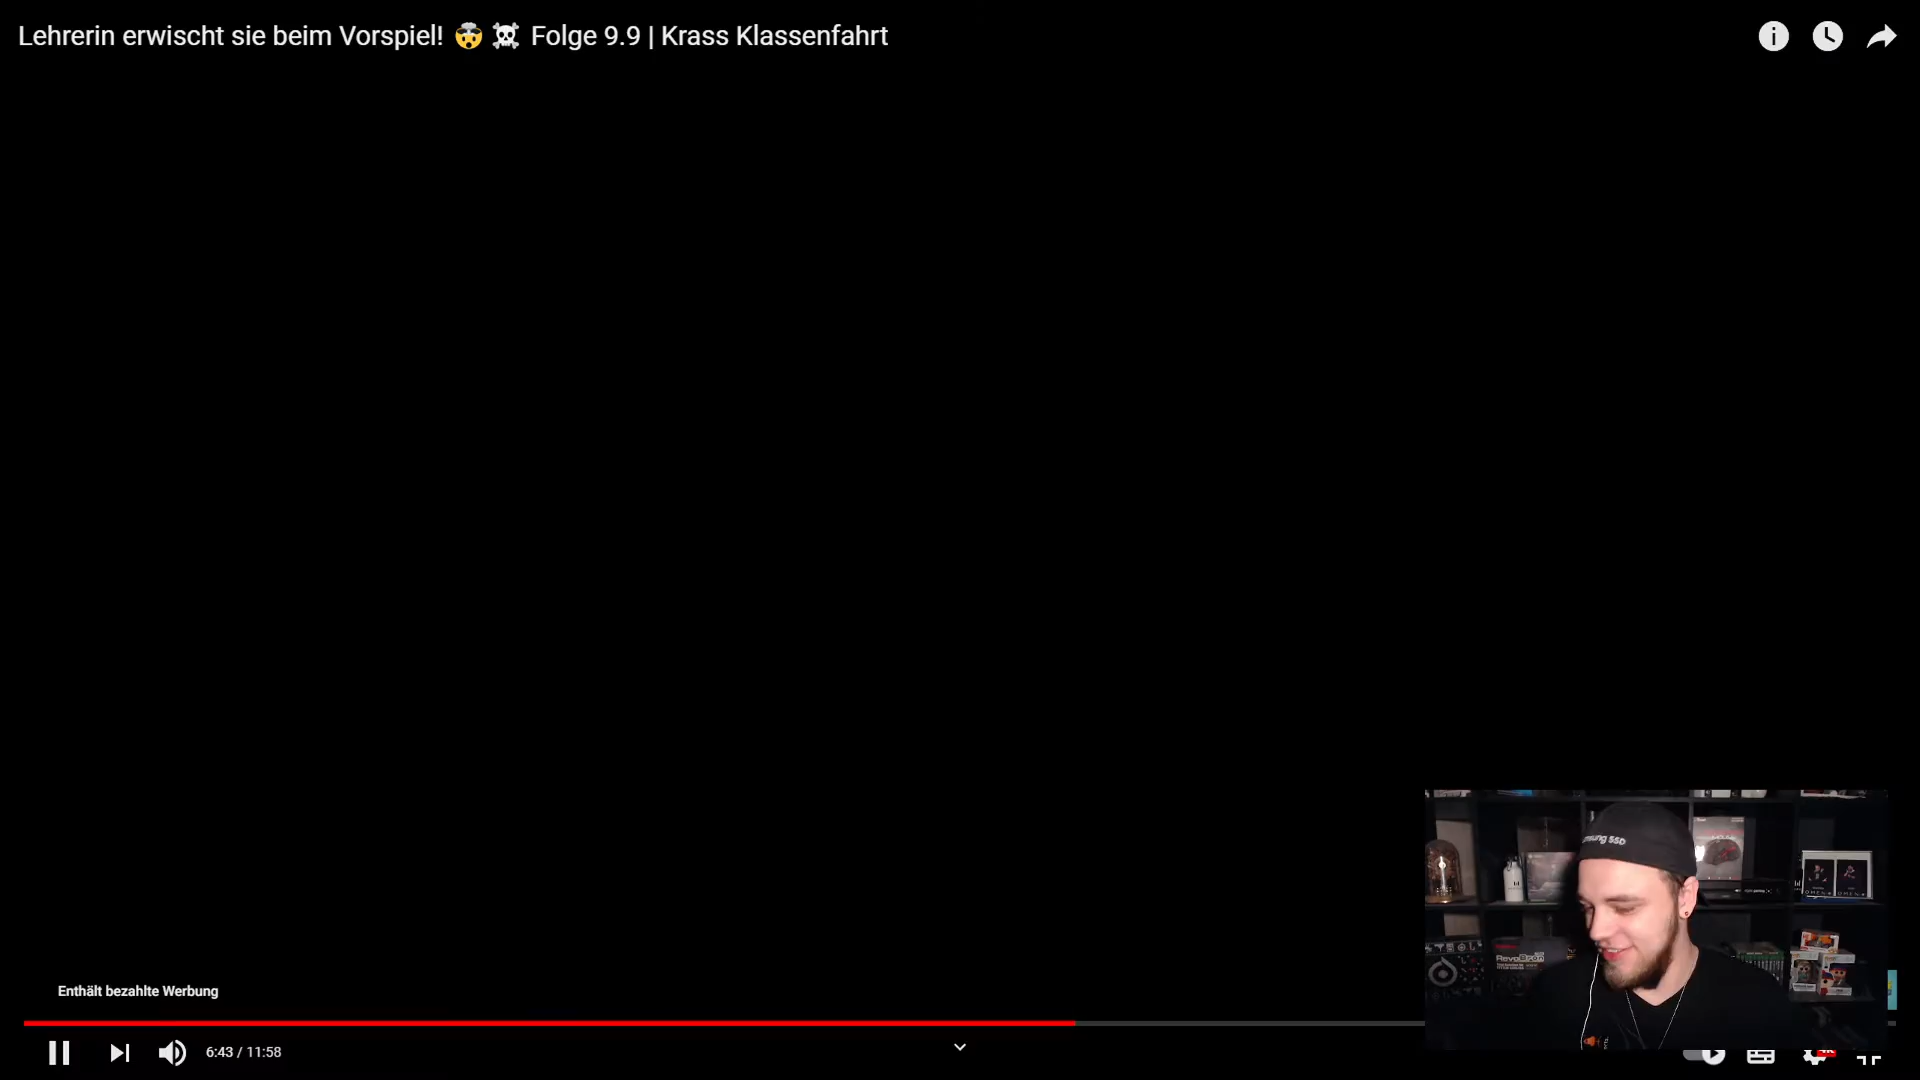 Lehrerin erwischt sie beim Vorspiel! 🤯 ☠️ Folge 9.9 | Krass Klassenfahrt
Enthält bezahlte Werbung
6:43 / 11:58